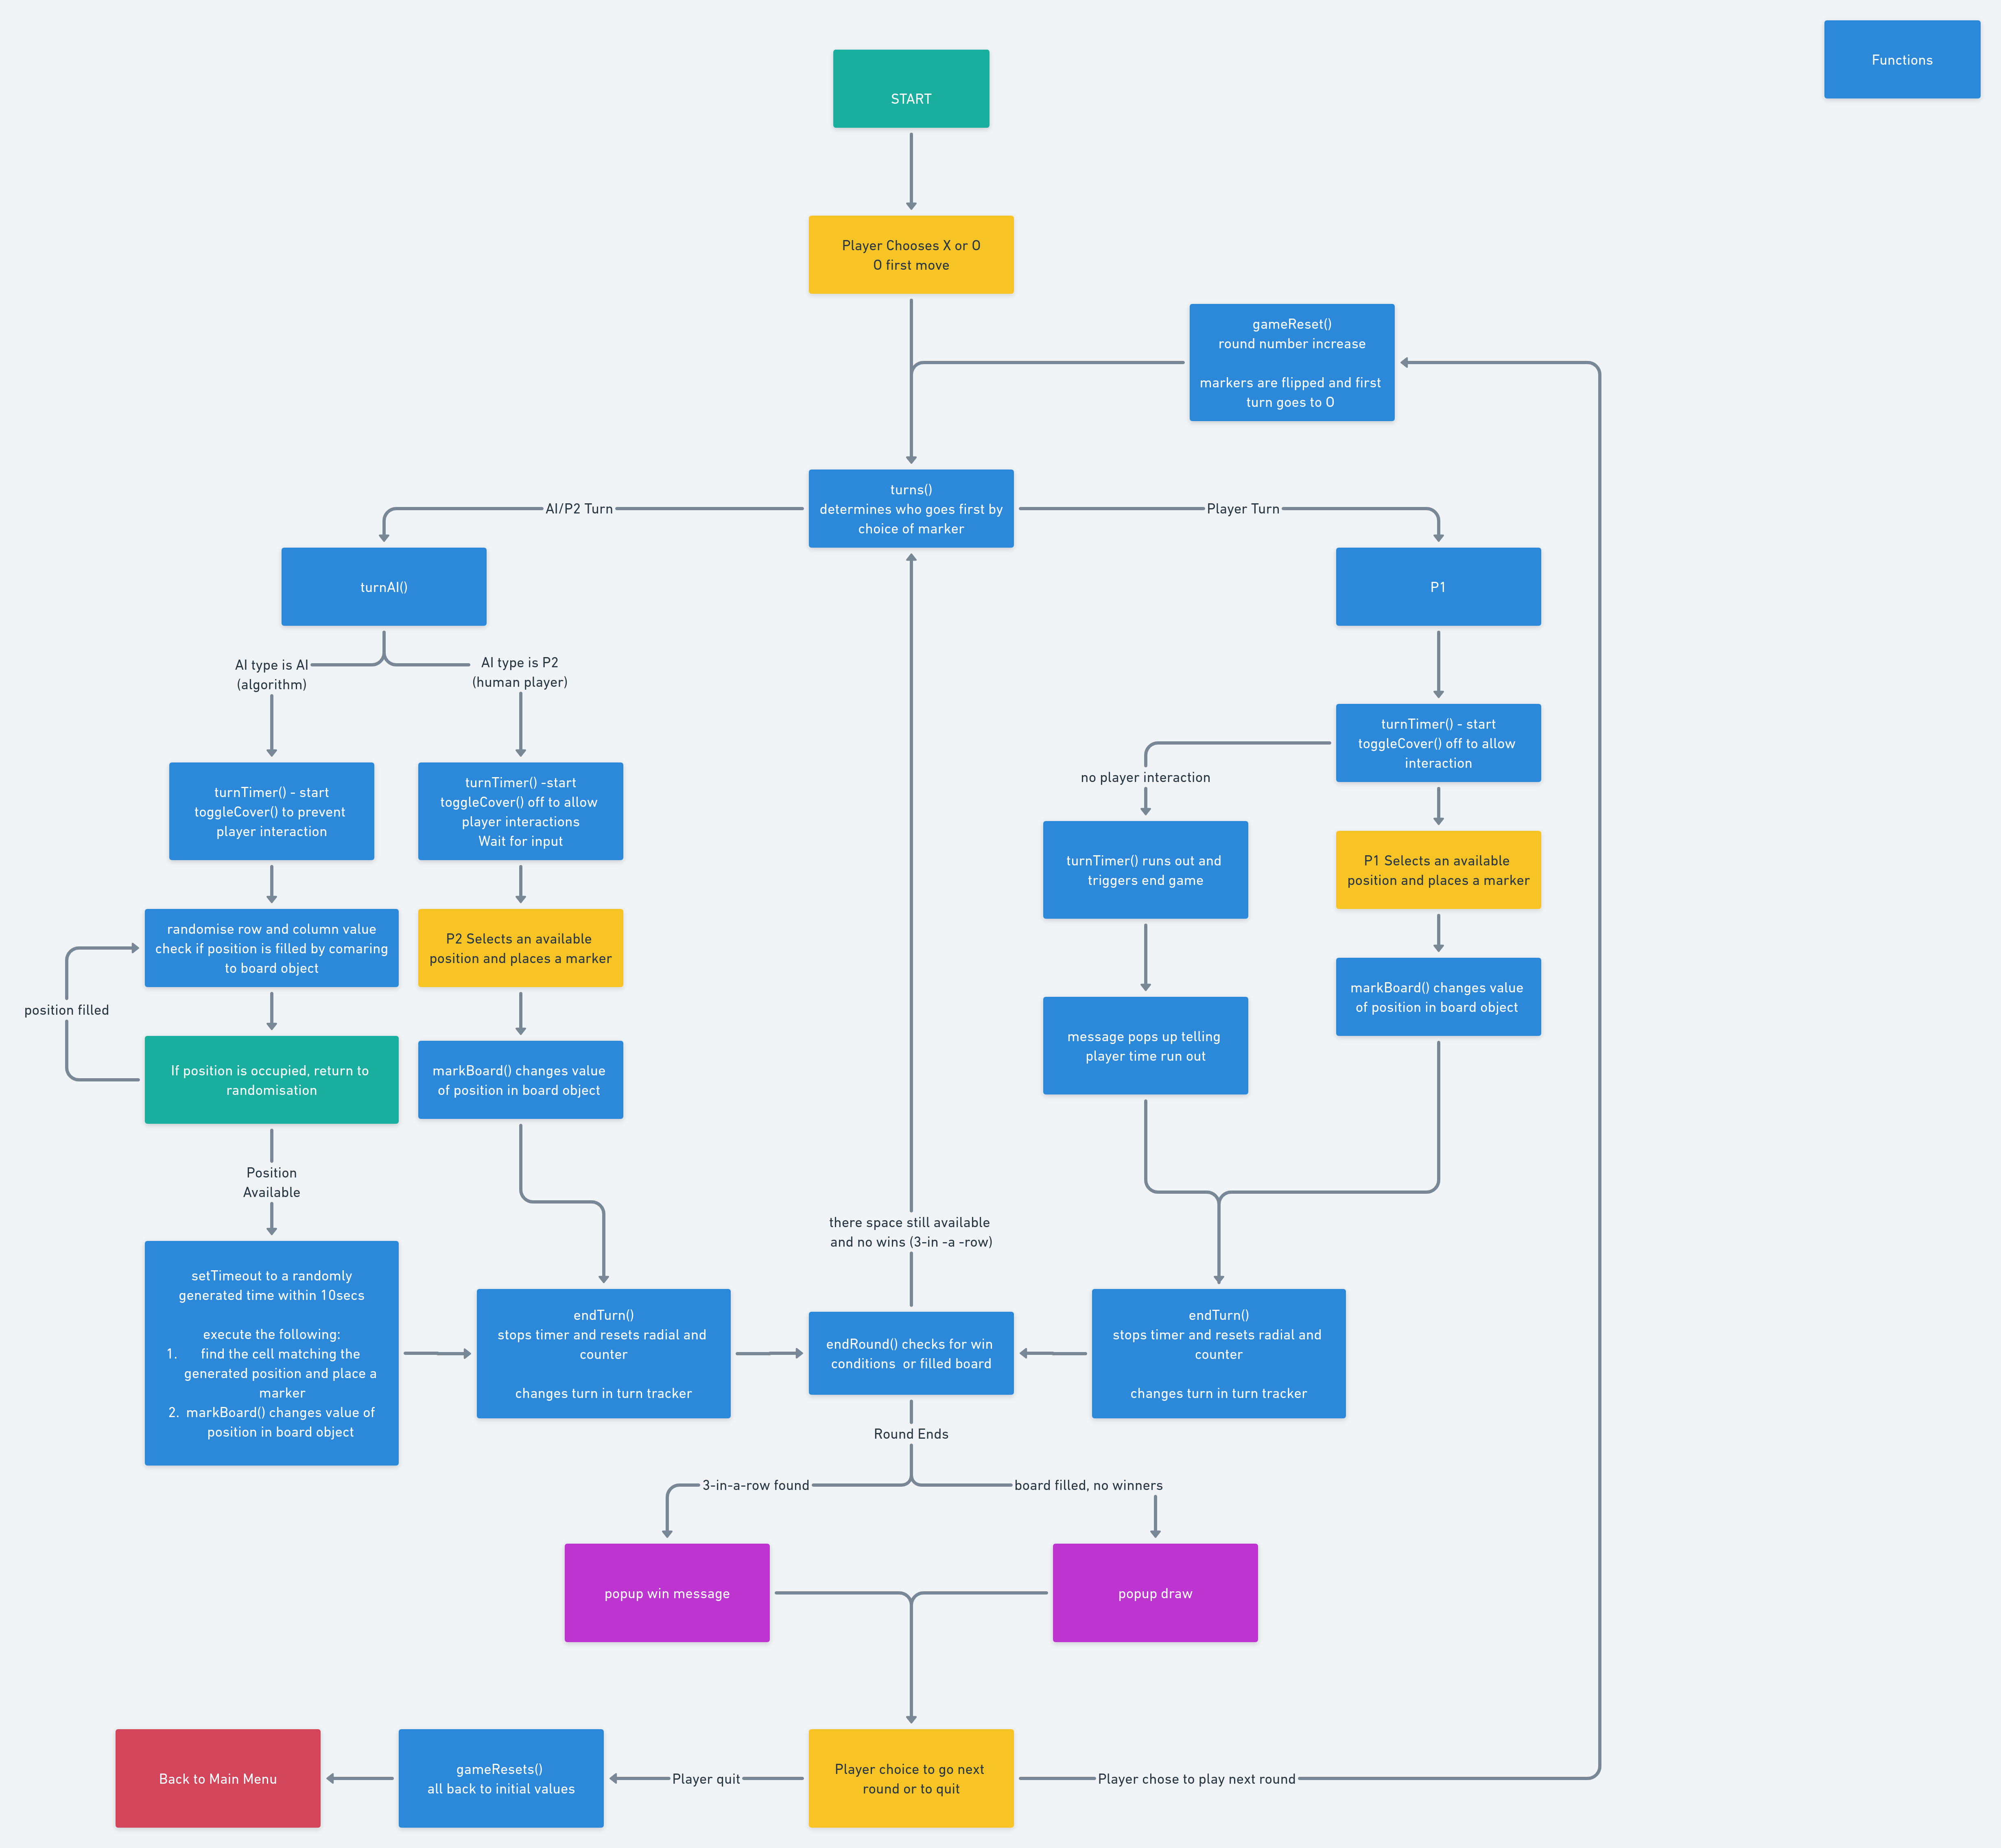 Functions
START
Player Chooses X or O
O first move
gameReset()
round number increase
markers are flipped and first
turn goes to O
turns()
determines who goes first by
choice of marker
AI/P2 Turn
Player Turn
turnAI()
P1
AI type is AI
(algorithm)
AI type is P2
(human player)
turnTimer() - start
toggleCover() off to allow
interaction
no player interaction
turnTimer() - start
toggleCover() to prevent
player interaction
turnTimer() -start
toggleCover() off to allow
player interactions
Wait for input
turnTimer() runs out and
triggers end game
P1 Selects an available
position and places a marker
randomise row and column value
check if position is filled by comaring
to board object
P2 Selects an available
position and places a marker
markBoard() changes value
of position in board object
position filled
message pops up telling
player time run out
If position is occupied, return to
randomisation
markBoard() changes value
of position in board object
Position
Available
there space still available
and no wins (3-in -a -row)
setTimeout to a randomly
generated time within 10secs
execute the following:
1. find the cell matching the
generated position and place a
marker
2. markBoard() changes value of
position in board object
endTurn()
stops timer and resets radial and
counter
changes turn in turn tracker
endRound() checks for win
conditions or filled board
endTurn()
stops timer and resets radial and
counter
changes turn in turn tracker
Round Ends
3-in-a-row found
board filled, no winners
popup win message
popup draw
Back to Main Menu
gameResets()
all back to initial values
Player quit
Player choice to go next
round or to quit
Player chose to play next round